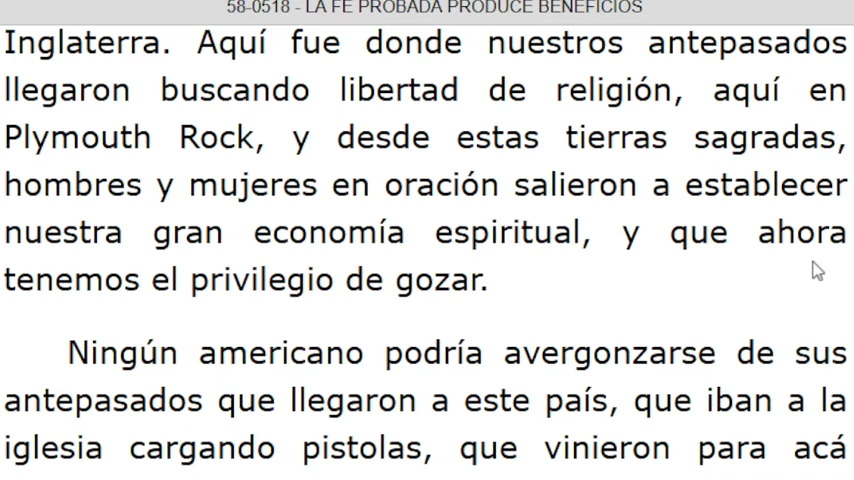 58-0518 - LA FE PROBADA PRODUCE BENEFICIOS
Inglaterra. Aquí fue donde nuestros antepasados
llegaron buscando libertad de religión, aquí en
Plymouth Rock, y desde estas tierras sagradas,
hombres y mujeres en oración salieron a establecer
nuestra gran economía espiritual, y que ahora
tenemos el privilegio de gozar.
Ningún americano podría avergonzarse de sus
antepasados que llegaron a este país, que iban a la
iglesia cargando pistolas, que vinieron para acá